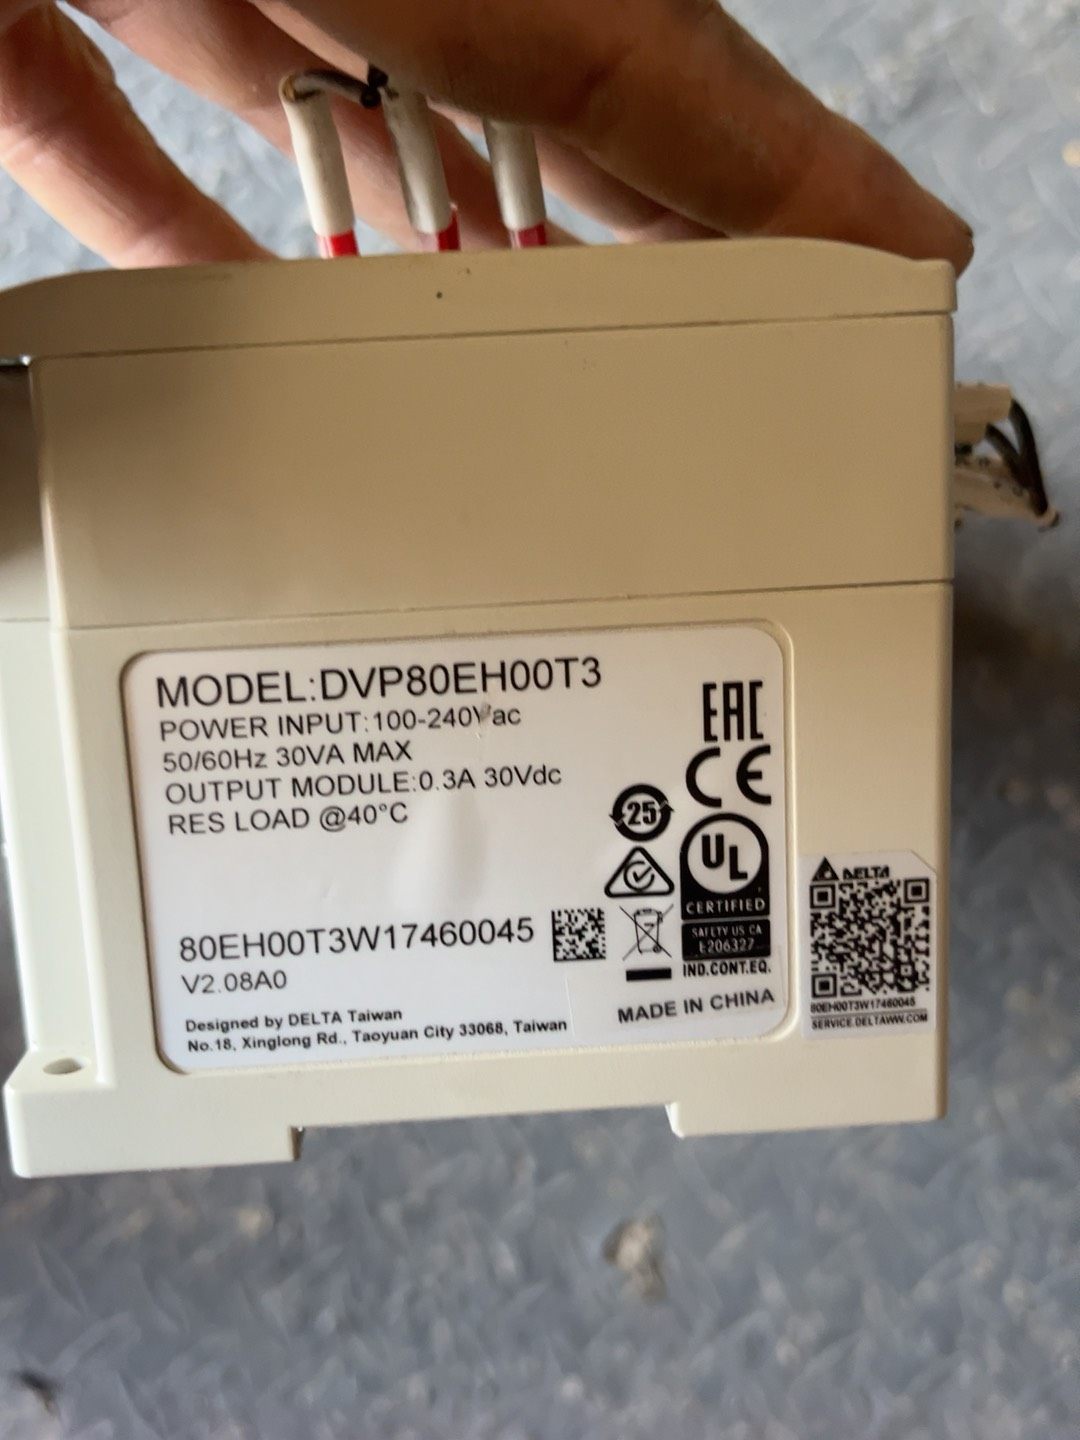 MODEL:DVP80EH00T3
POWER INPUT:100-240Vac
50/60Hz 30VA MAX
OUTPUT MODULE:0.3A 30Vdc
RES LOAD @40°C
80EH00T3W17460045
V2.08A0
Designed by DELTA Taiwan
No.18, Xinglong Rd., Taoyuan City 33068, Taiwan
EAC
CE
25
UL
CERTIFIED
SAFETY US CA
E206327
IND.CONT.EQ.
MADE IN CHINA
DELTA
80EH00T3W17460045
SERVICE.DELTAWW.COM